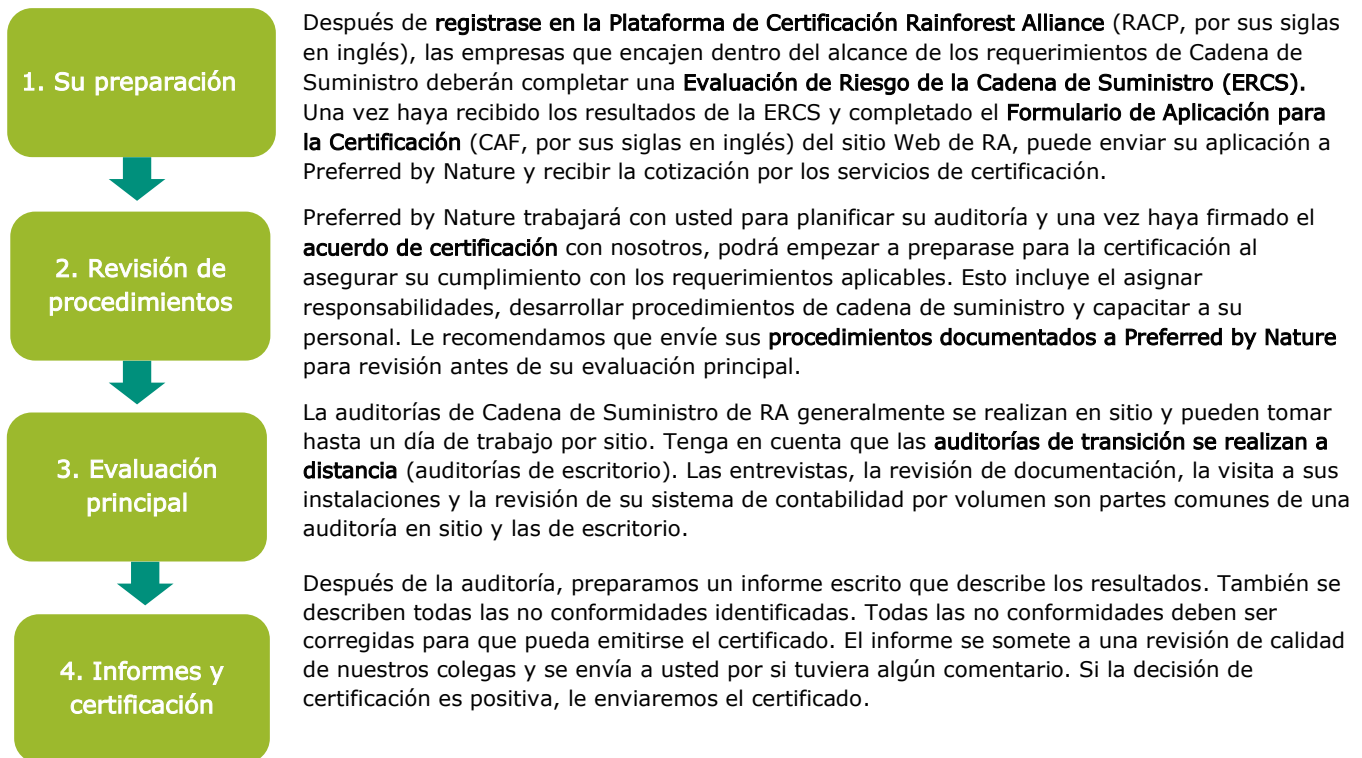 1. Su preparación
Después de registrase en la Plataforma de Certificación Rainforest Alliance (RACP, por sus siglas
en inglés), las empresas que encajen dentro del alcance de los requerimientos de Cadena de
Suministro deberán completar una Evaluación de Riesgo de la Cadena de Suministro (ERCS).
Una vez haya recibido los resultados de la ERCS y completado el Formulario de Aplicación para
la Certificación (CAF, por sus siglas en inglés) del sitio Web de RA, puede enviar su aplicación a
Preferred by Nature y recibir la cotización por los servicios de certificación.
2. Revisión de
procedimientos
Preferred by Nature trabajará con usted para planificar su auditoría y una vez haya firmado el
acuerdo de certificación con nosotros, podrá empezar a preparase para la certificación al
asegurar su cumplimiento con los requerimientos aplicables. Esto incluye el asignar
responsabilidades, desarrollar procedimientos de cadena de suministro y capacitar a su
personal. Le recomendamos que envíe sus procedimientos documentados a Preferred by Nature
para revisión antes de su evaluación principal.
3. Evaluación
principal
La auditorías de Cadena de Suministro de RA generalmente se realizan en sitio y pueden tomar
hasta un día de trabajo por sitio. Tenga en cuenta que las auditorías de transición se realizan a
distancia (auditorías de escritorio). Las entrevistas, la revisión de documentación, la visita a sus
instalaciones y la revisión de su sistema de contabilidad por volumen son partes comunes de una
auditoría en sitio y las de escritorio.
4. Informes y
certificación
Después de la auditoría, preparamos un informe escrito que describe los resultados. También se
describen todas las no conformidades identificadas. Todas las no conformidades deben ser
corregidas para que pueda emitirse el certificado. El informe se somete a una revisión de calidad
de nuestros colegas y se envía a usted por si tuviera algún comentario. Si la decisión de
certificación es positiva, le enviaremos el certificado.